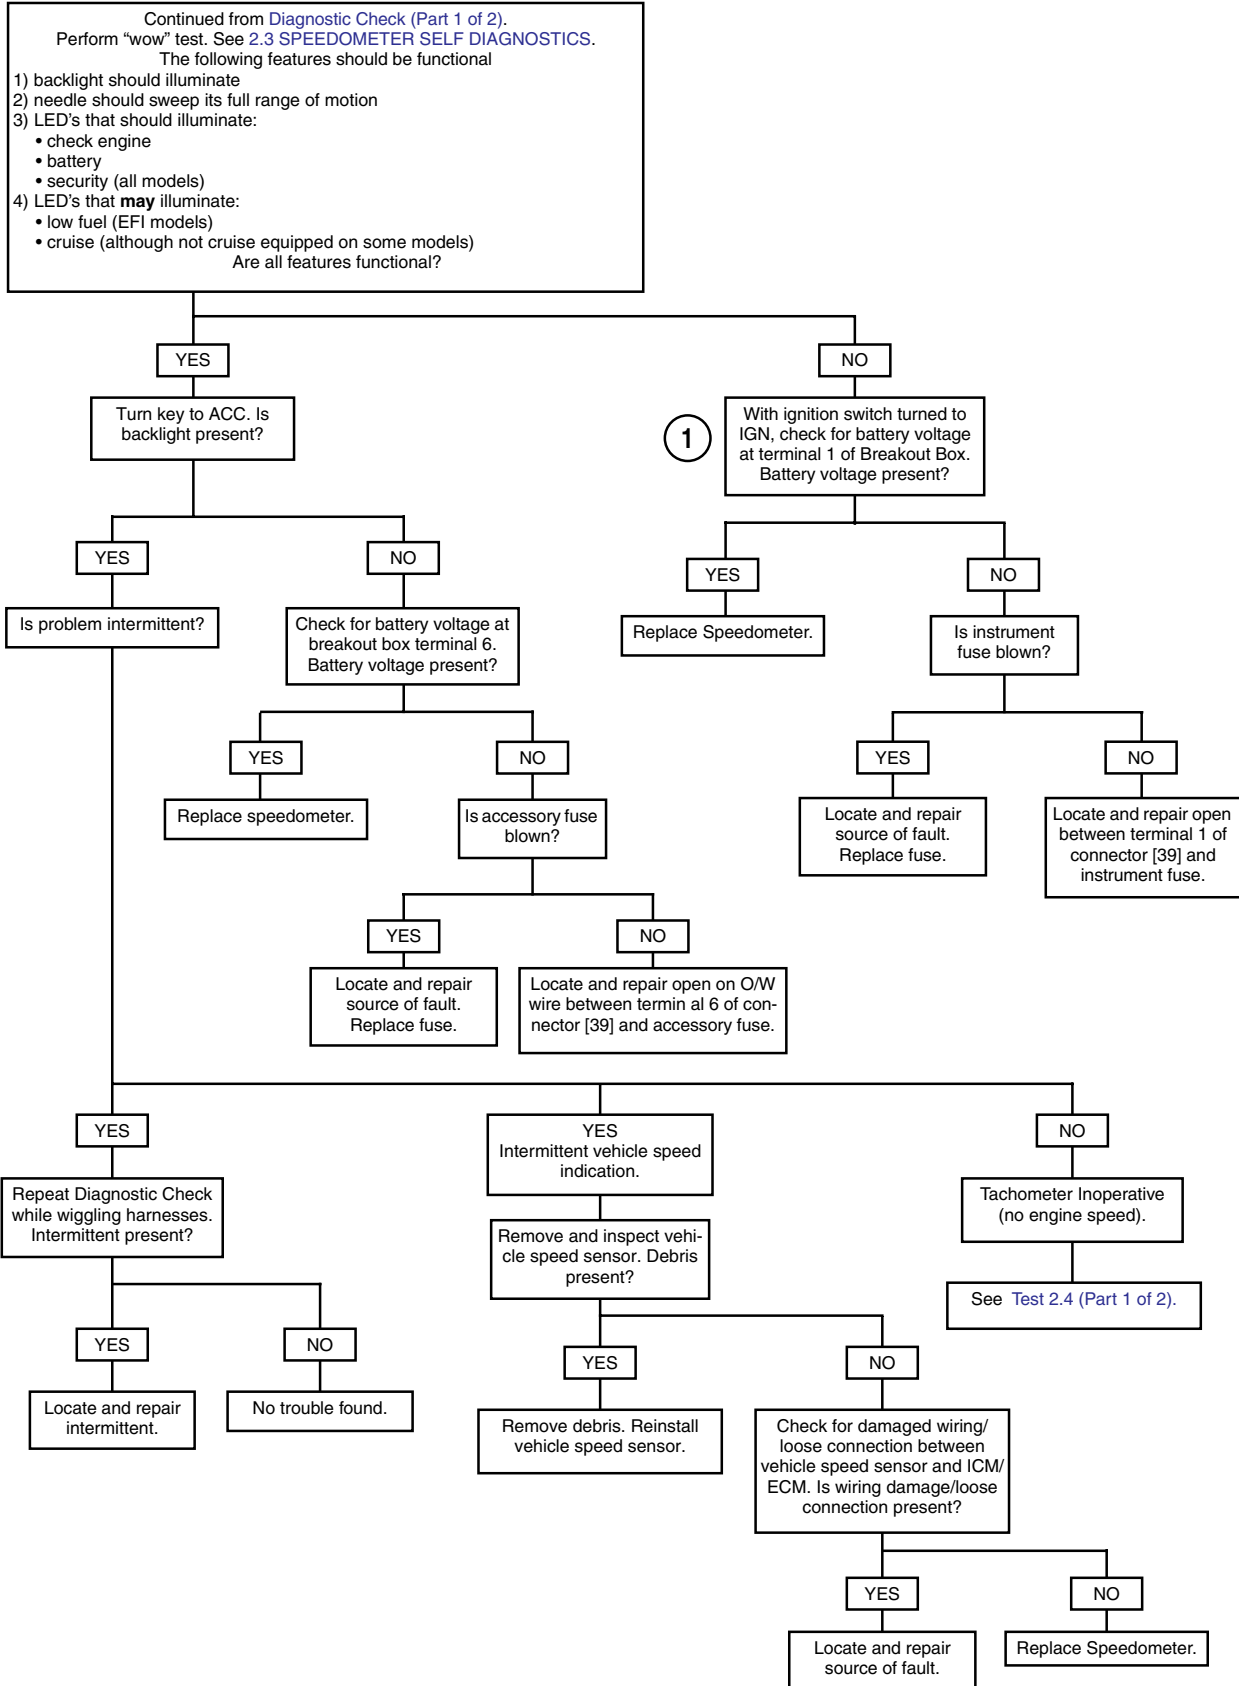 Continued from Diagnostic Check (Part 1 of 2).
Perform “wow” test. See 2.3 SPEEDOMETER SELF DIAGNOSTICS.
The following features should be functional
1) backlight should illuminate
2) needle should sweep its full range of motion
3) LED's that should illuminate:
• check engine
• battery
• security (all models)
4) LED's that may illuminate:
• low fuel (EFI models)
• cruise (although not cruise equipped on some models)
Are all features functional?
YES
NO
Turn key to ACC. Is
backlight present?
1
With ignition switch turned to
IGN, check for battery voltage
at terminal 1 of Breakout Box.
Battery voltage present?
YES
NO
YES
NO
Is problem intermittent?
Check for battery voltage at
breakout box terminal 6.
Battery voltage present?
Replace Speedometer.
Is instrument
fuse blown?
YES
NO
YES
NO
Replace speedometer.
Is accessory fuse
blown?
Locate and repair
source of fault.
Replace fuse.
Locate and repair open
between terminal 1 of
connector [39] and
instrument fuse.
YES
NO
Locate and repair
source of fault.
Replace fuse.
Locate and repair open on O/W
wire between termin al 6 of con-
nector [39] and accessory fuse.
YES
YES
Intermittent vehicle speed
indication.
NO
Repeat Diagnostic Check
while wiggling harnesses.
Intermittent present?
Remove and inspect vehi-
cle speed sensor. Debris
present?
Tachometer Inoperative
(no engine speed).
See Test 2.4 (Part 1 of 2).
YES
NO
YES
NO
Locate and repair
intermittent.
No trouble found.
Remove debris. Reinstall
vehicle speed sensor.
Check for damaged wiring/
loose connection between
vehicle speed sensor and ICM/
ECM. Is wiring damage/loose
connection present?
YES
NO
Locate and repair
source of fault.
Replace Speedometer.